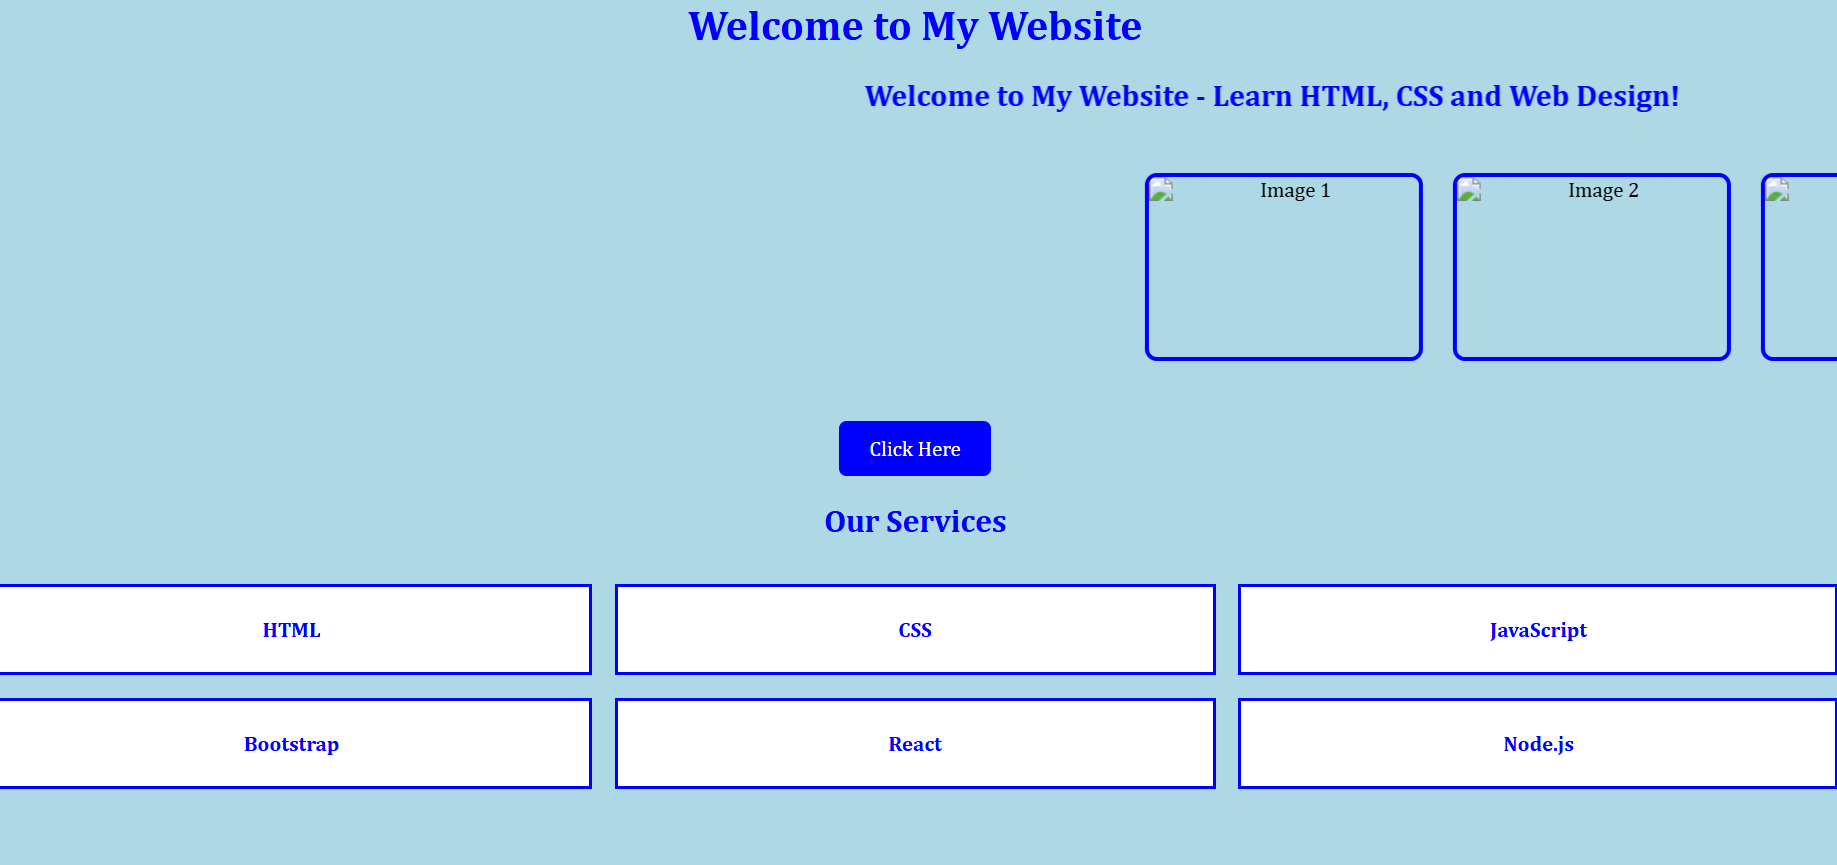 Welcome to My Website
Welcome to My Website - Learn HTML, CSS and Web Design!
Image 1 Image 2
Click Here
Our Services
HTML CSS JavaScript
Bootstrap React Node.js